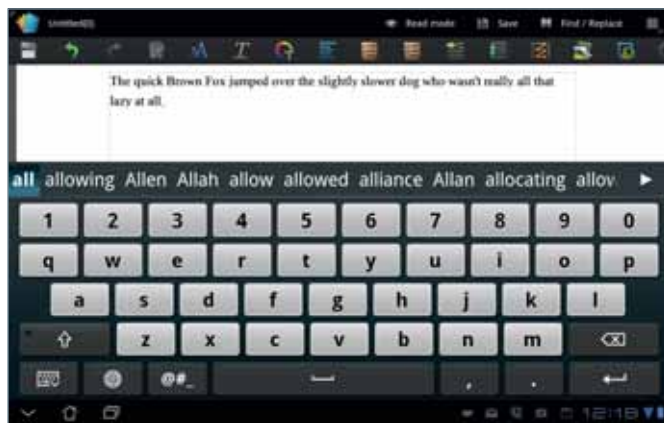 Read mode Save Find / Replace
The quick Brown Fox jumped over the slightly slower dog who wasn't really all that
lazy at all.
all allowing Allen Allah allow allowed alliance Allan allocating allov
1 2 3 4 5 6 7 8 9 0
q w e r t y u i o p
a s d f g h j k l
z x c v b n m
@#_ , .
12:18